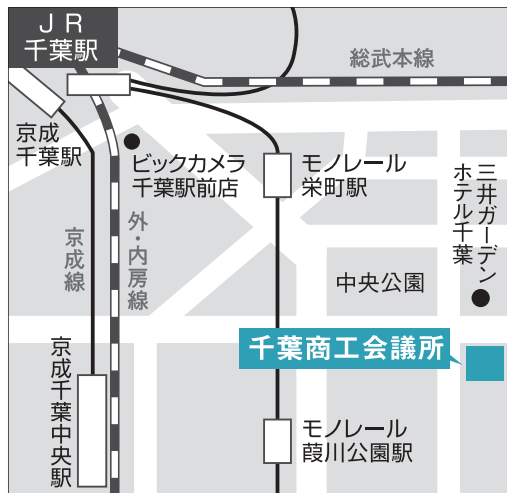 JR
千葉駅
総武本線
京成
千葉駅
ビックカメラ
千葉駅前店
モノレール
栄町駅
三井ガーデン
ホテル千葉
京成線
外・内房線
中央公園
千葉商工会議所
京成千葉中央駅
モノレール
葭川公園駅